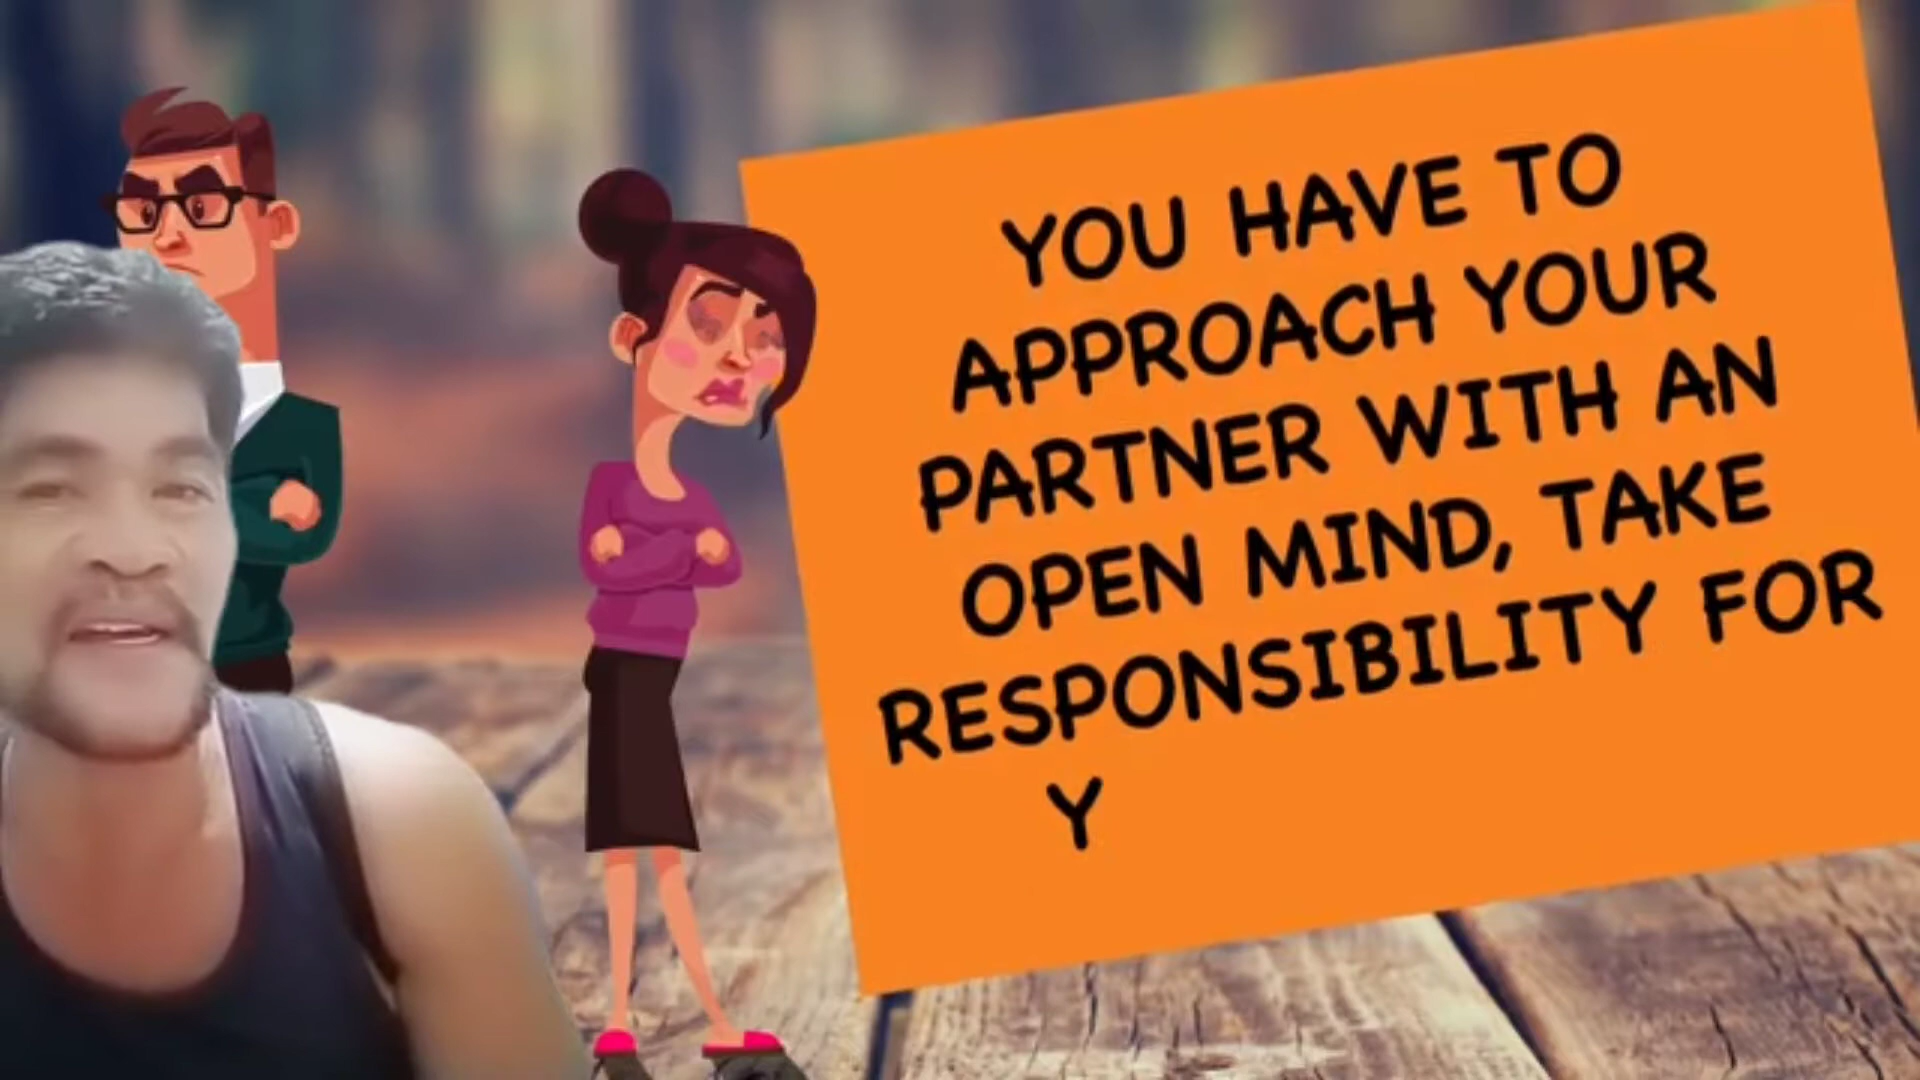 YOU HAVE TO
APPROACH YOUR
PARTNER WITH AN
OPEN MIND, TAKE
RESPONSIBILITY FOR
Y